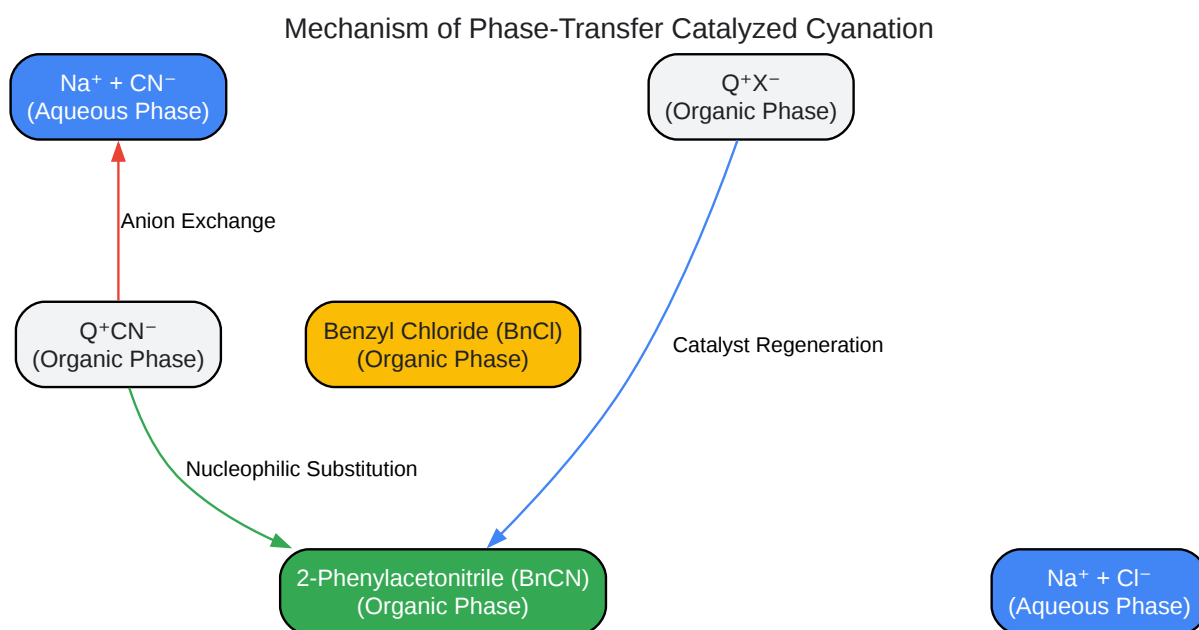 Mechanism of Phase-Transfer Catalyzed Cyanation
Na⁺ + CN⁻
(Aqueous Phase)
Q⁺X⁻
(Organic Phase)
Anion Exchange
Q⁺CN⁻
(Organic Phase)
Benzyl Chloride (BnCl)
(Organic Phase)
Catalyst Regeneration
Nucleophilic Substitution
2-Phenylacetonitrile (BnCN)
(Organic Phase)
Na⁺ + Cl⁻
(Aqueous Phase)